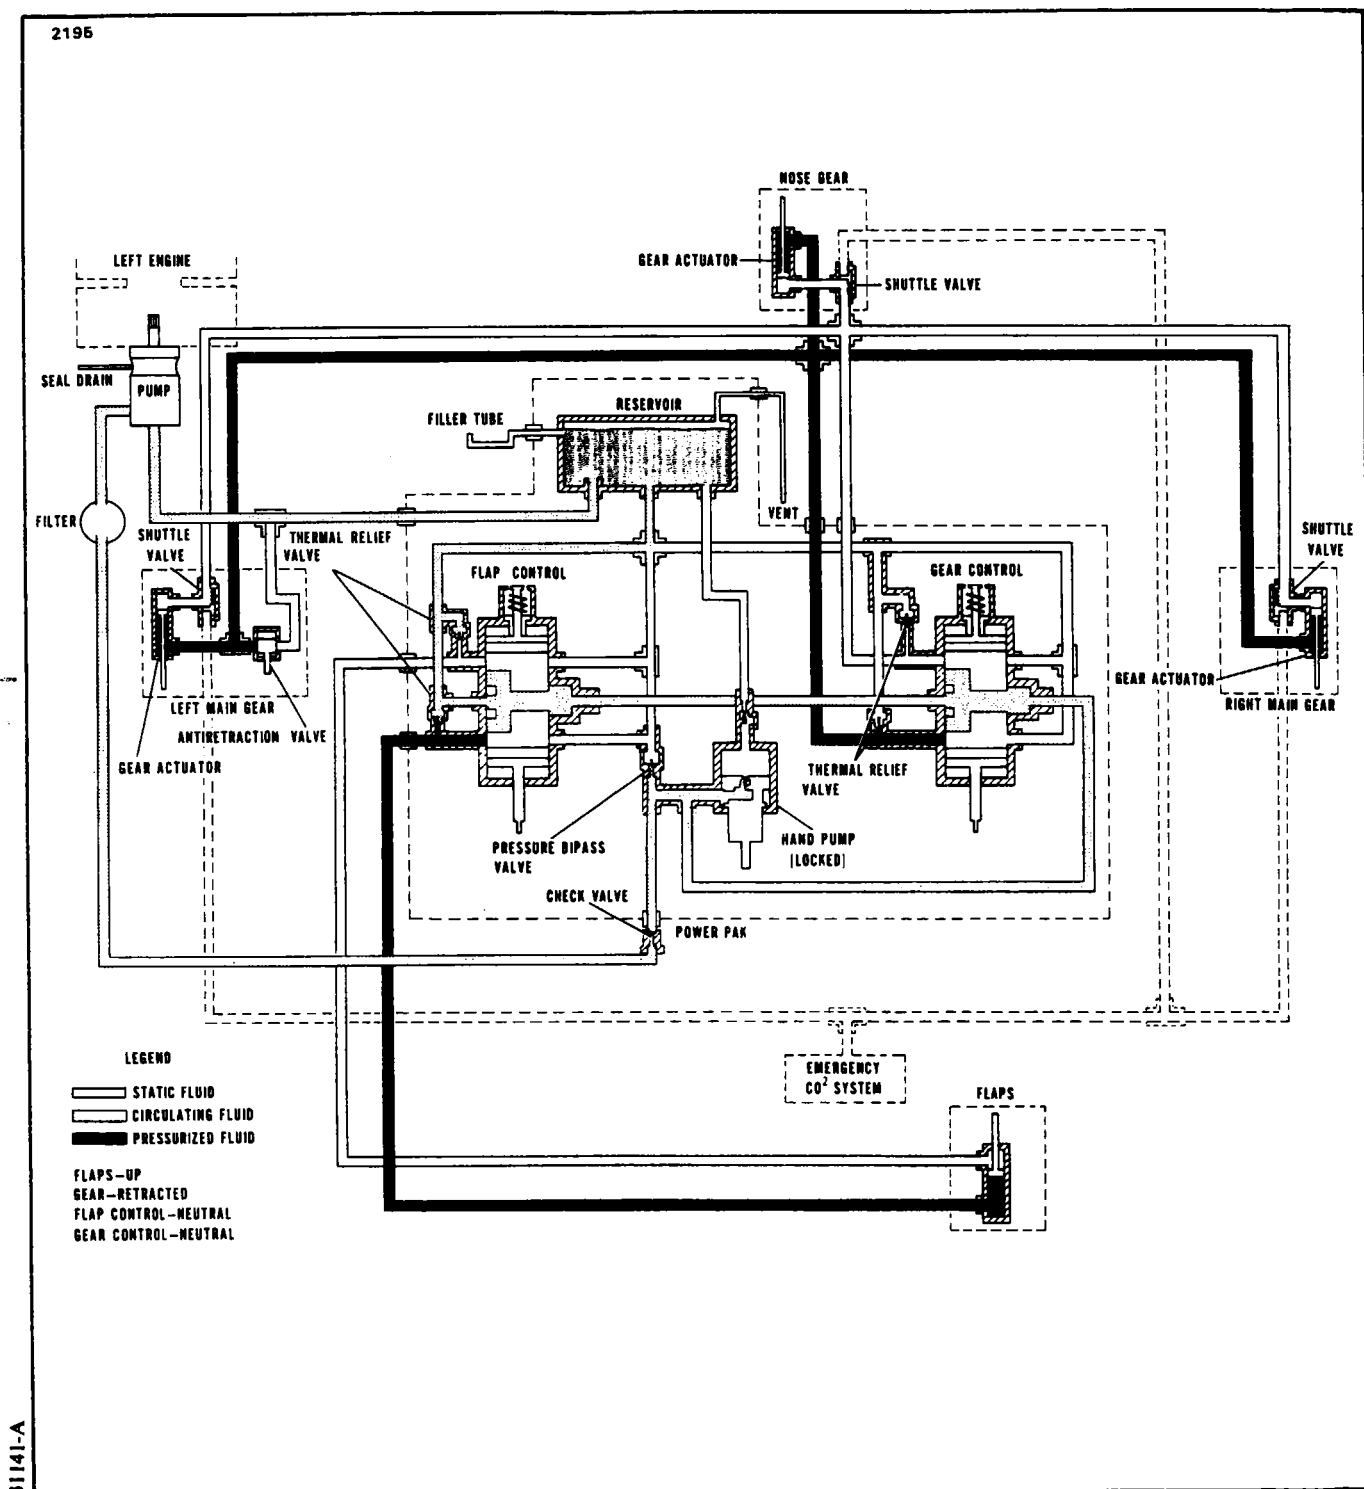 2195
NOSE GEAR
LEFT ENGINE
GEAR ACTUATOR
SHUTTLE VALVE
SEAL DRAIN
PUMP
RESERVOIR
FILLER TUBE
VENT
FILTER
SHUTTLE
VALVE
THERMAL RELIEF
VALVE
FLAP CONTROL
GEAR CONTROL
SHUTTLE
VALVE
GEAR ACTUATOR
RIGHT MAIN GEAR
LEFT MAIN GEAR
ANTIRETRACTION VALVE
GEAR ACTUATOR
THERMAL RELIEF
VALVE
PRESSURE BIPASS
VALVE
HAND PUMP
[LOCKED]
CHECK VALVE
POWER PAK
LEGEND
STATIC FLUID
CIRCULATING FLUID
PRESSURIZED FLUID
FLAPS-UP
GEAR-RETRACTED
FLAP CONTROL-NEUTRAL
GEAR CONTROL-NEUTRAL
EMERGENCY
CO² SYSTEM
FLAPS